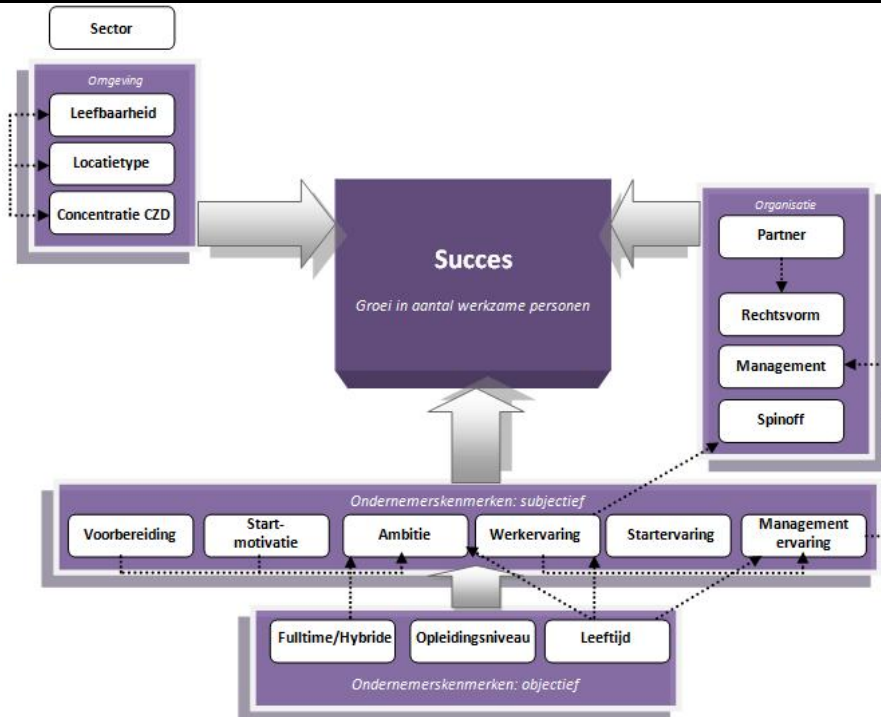 Sector
Omgeving
Leefbaarheid
Locatietype
Concentratie CZD
Succes
Groei in aantal werkzame personen
Organisatie
Partner
Rechtsvorm
Management
Spinoff
Ondernemerskenmerken: subjectief
Voorbereiding
Start-
motivatie
Ambitie
Werkervaring
Startervaring
Management
ervaring
Fulltime/Hybride
Opleidingsniveau
Leeftijd
Ondernemerskenmerken: objectief